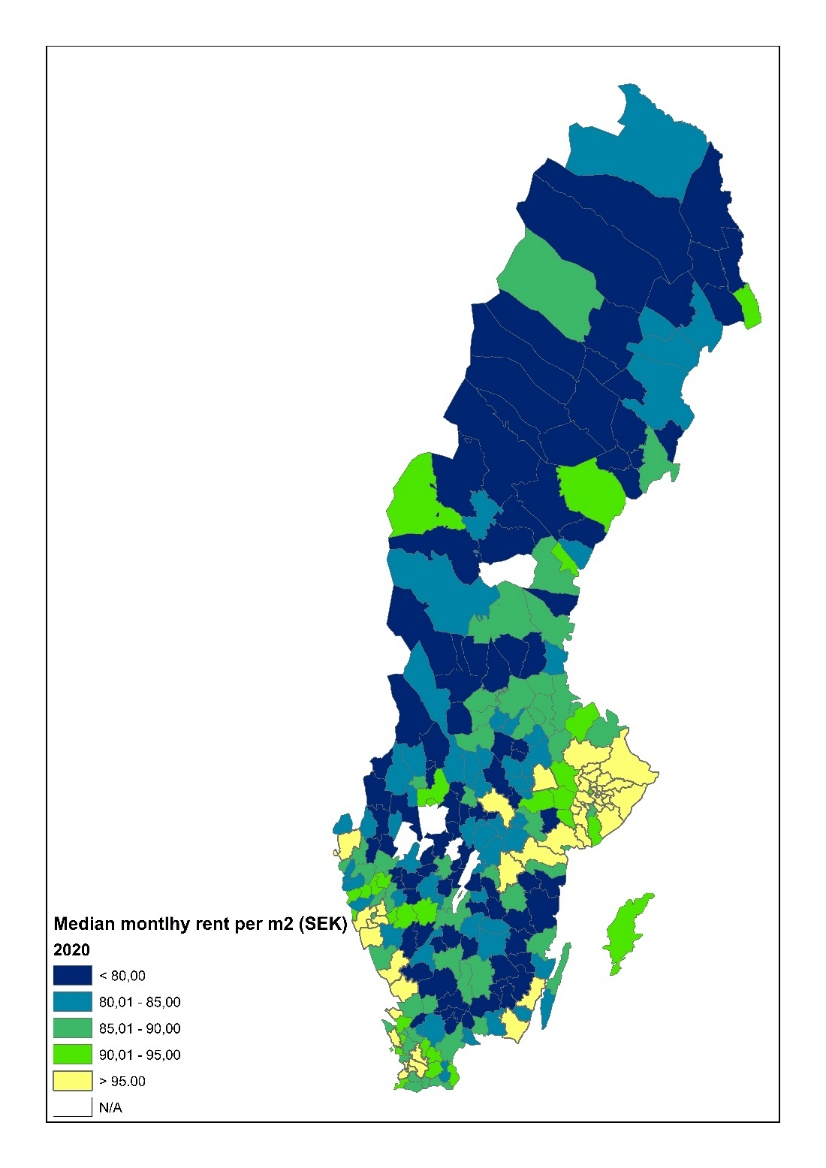 Median montlhy rent per m2 (SEK)
2020
< 80,00
80,01 - 85,00
85,01 - 90,00
90,01 - 95,00
> 95.00
N/A